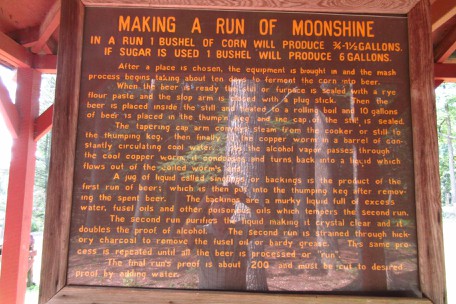 MAKING A RUN OF MOONSHINE
IN A RUN 1 BUSHEL OF CORN WILL PRODUCE ¾-1½ GALLONS.
IF SUGAR IS USED 1 BUSHEL WILL PRODUCE 6 GALLONS.
After a place is chosen, the equipment is bought in and the mash
process begins taking about ten days to ferment the corn into beer.
When the beer is ready the still or furnace is sealed with a rye
flour paste and the slop arm is closed with a plug stick. Then the
beer is placed inside the still and heated to a rolling boil and 10 gallons
of beer is placed in the thump keg and the cap of the still is sealed.
The tapering cap arm conveys steam from the cooker or still to
the thumping keg, then finally to the copper worm in a barrel of con-
stantly circulating cool water. As the alcohol vapor passes through
the cool copper worm it condenses and turns back into a liquid which
flows out of the coiled worm's
A jug of liquid called singlings or backings is the product of the
first run of beer; which is then put into the thumping keg after remov-
ing the spent beer. The backings are a murky liquid full of excess
water, fusel oils and other poisonous oils which tempers the second run.
The second run purifies the liquid making it crystal clear and it
doubles the proof of alcohol. The second run is strained through hick-
ory charcoal to remove the fusel oil or bardy grease. This same pro-
cess is repeated until all the beer is processed or "run".
The final run's proof is about 200 and must be cut to desired
proof by adding water.